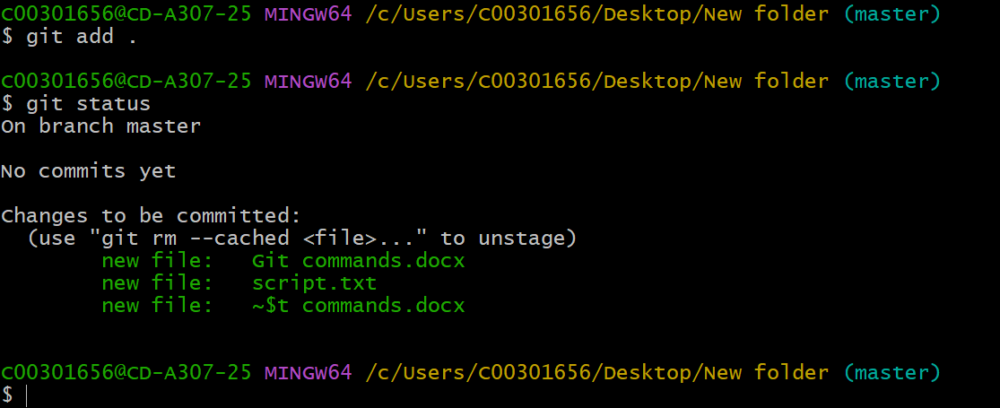 C00301656@CD-A307-25 MINGW64 /c/Users/C00301656/Desktop/New folder (master)
$ git add .
C00301656@CD-A307-25 MINGW64 /c/Users/C00301656/Desktop/New folder (master)
$ git status
On branch master
No commits yet
Changes to be committed:
  (use "git rm --cached <file>..." to unstage)
        new file:   Git commands.docx
        new file:   script.txt
        new file:   ~$t commands.docx
C00301656@CD-A307-25 MINGW64 /c/Users/C00301656/Desktop/New folder (master)
$